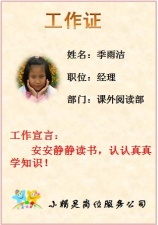 工作证
姓名：季雨洁
职位：经理
部门：课外阅读部
工作宣言：
安安静静读书，认认真真
学知识！
小精灵岗位服务公司